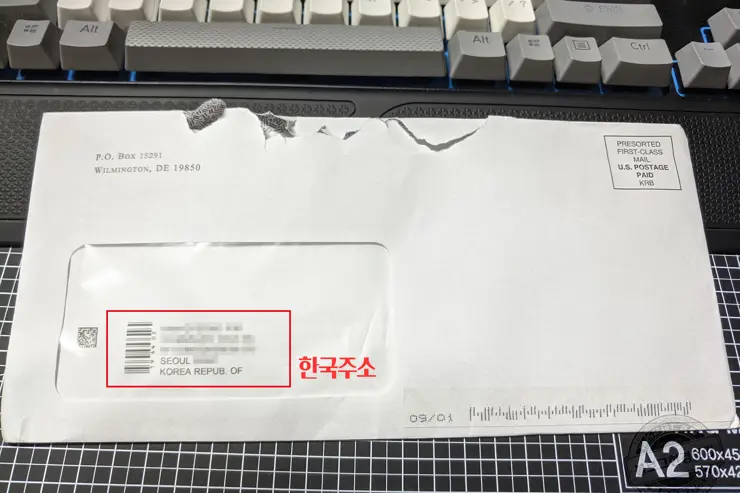 Alt
Alt
Ctrl
P.O. BOX 15291
WILMINGTON, DE 19850
PRESORTED
FIRST-CLASS
MAIL
U.S. POSTAGE
PAID
KRB
SEOUL
KOREA REPUB. OF
한국주소
09/01
A2
600x45
570x42